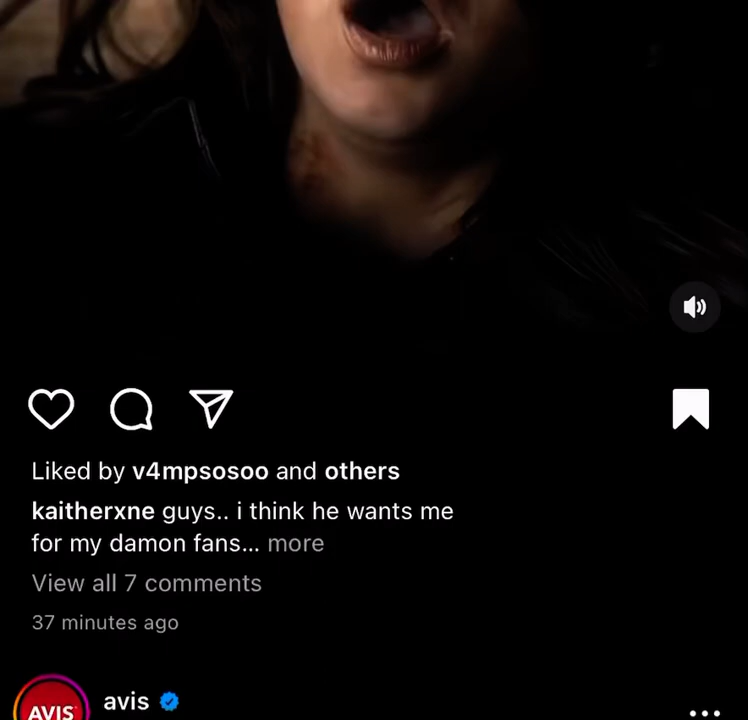 Liked by v4mpsosoo and others
kaitherxne guys.. i think he wants me
for my damon fans... more
View all 7 comments
37 minutes ago
AVIS avis